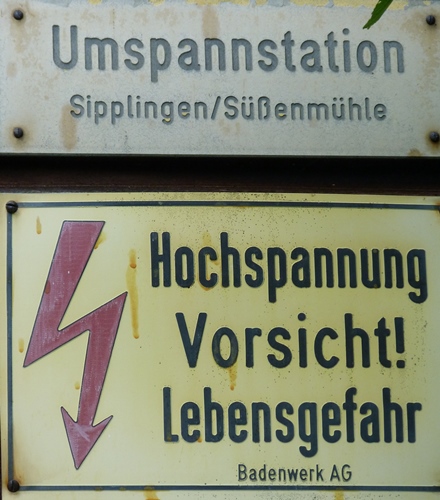 Umspannstation
Sipplingen/Süßenmühle
Hochspannung
Vorsicht!
Lebensgefahr
Badenwerk AG